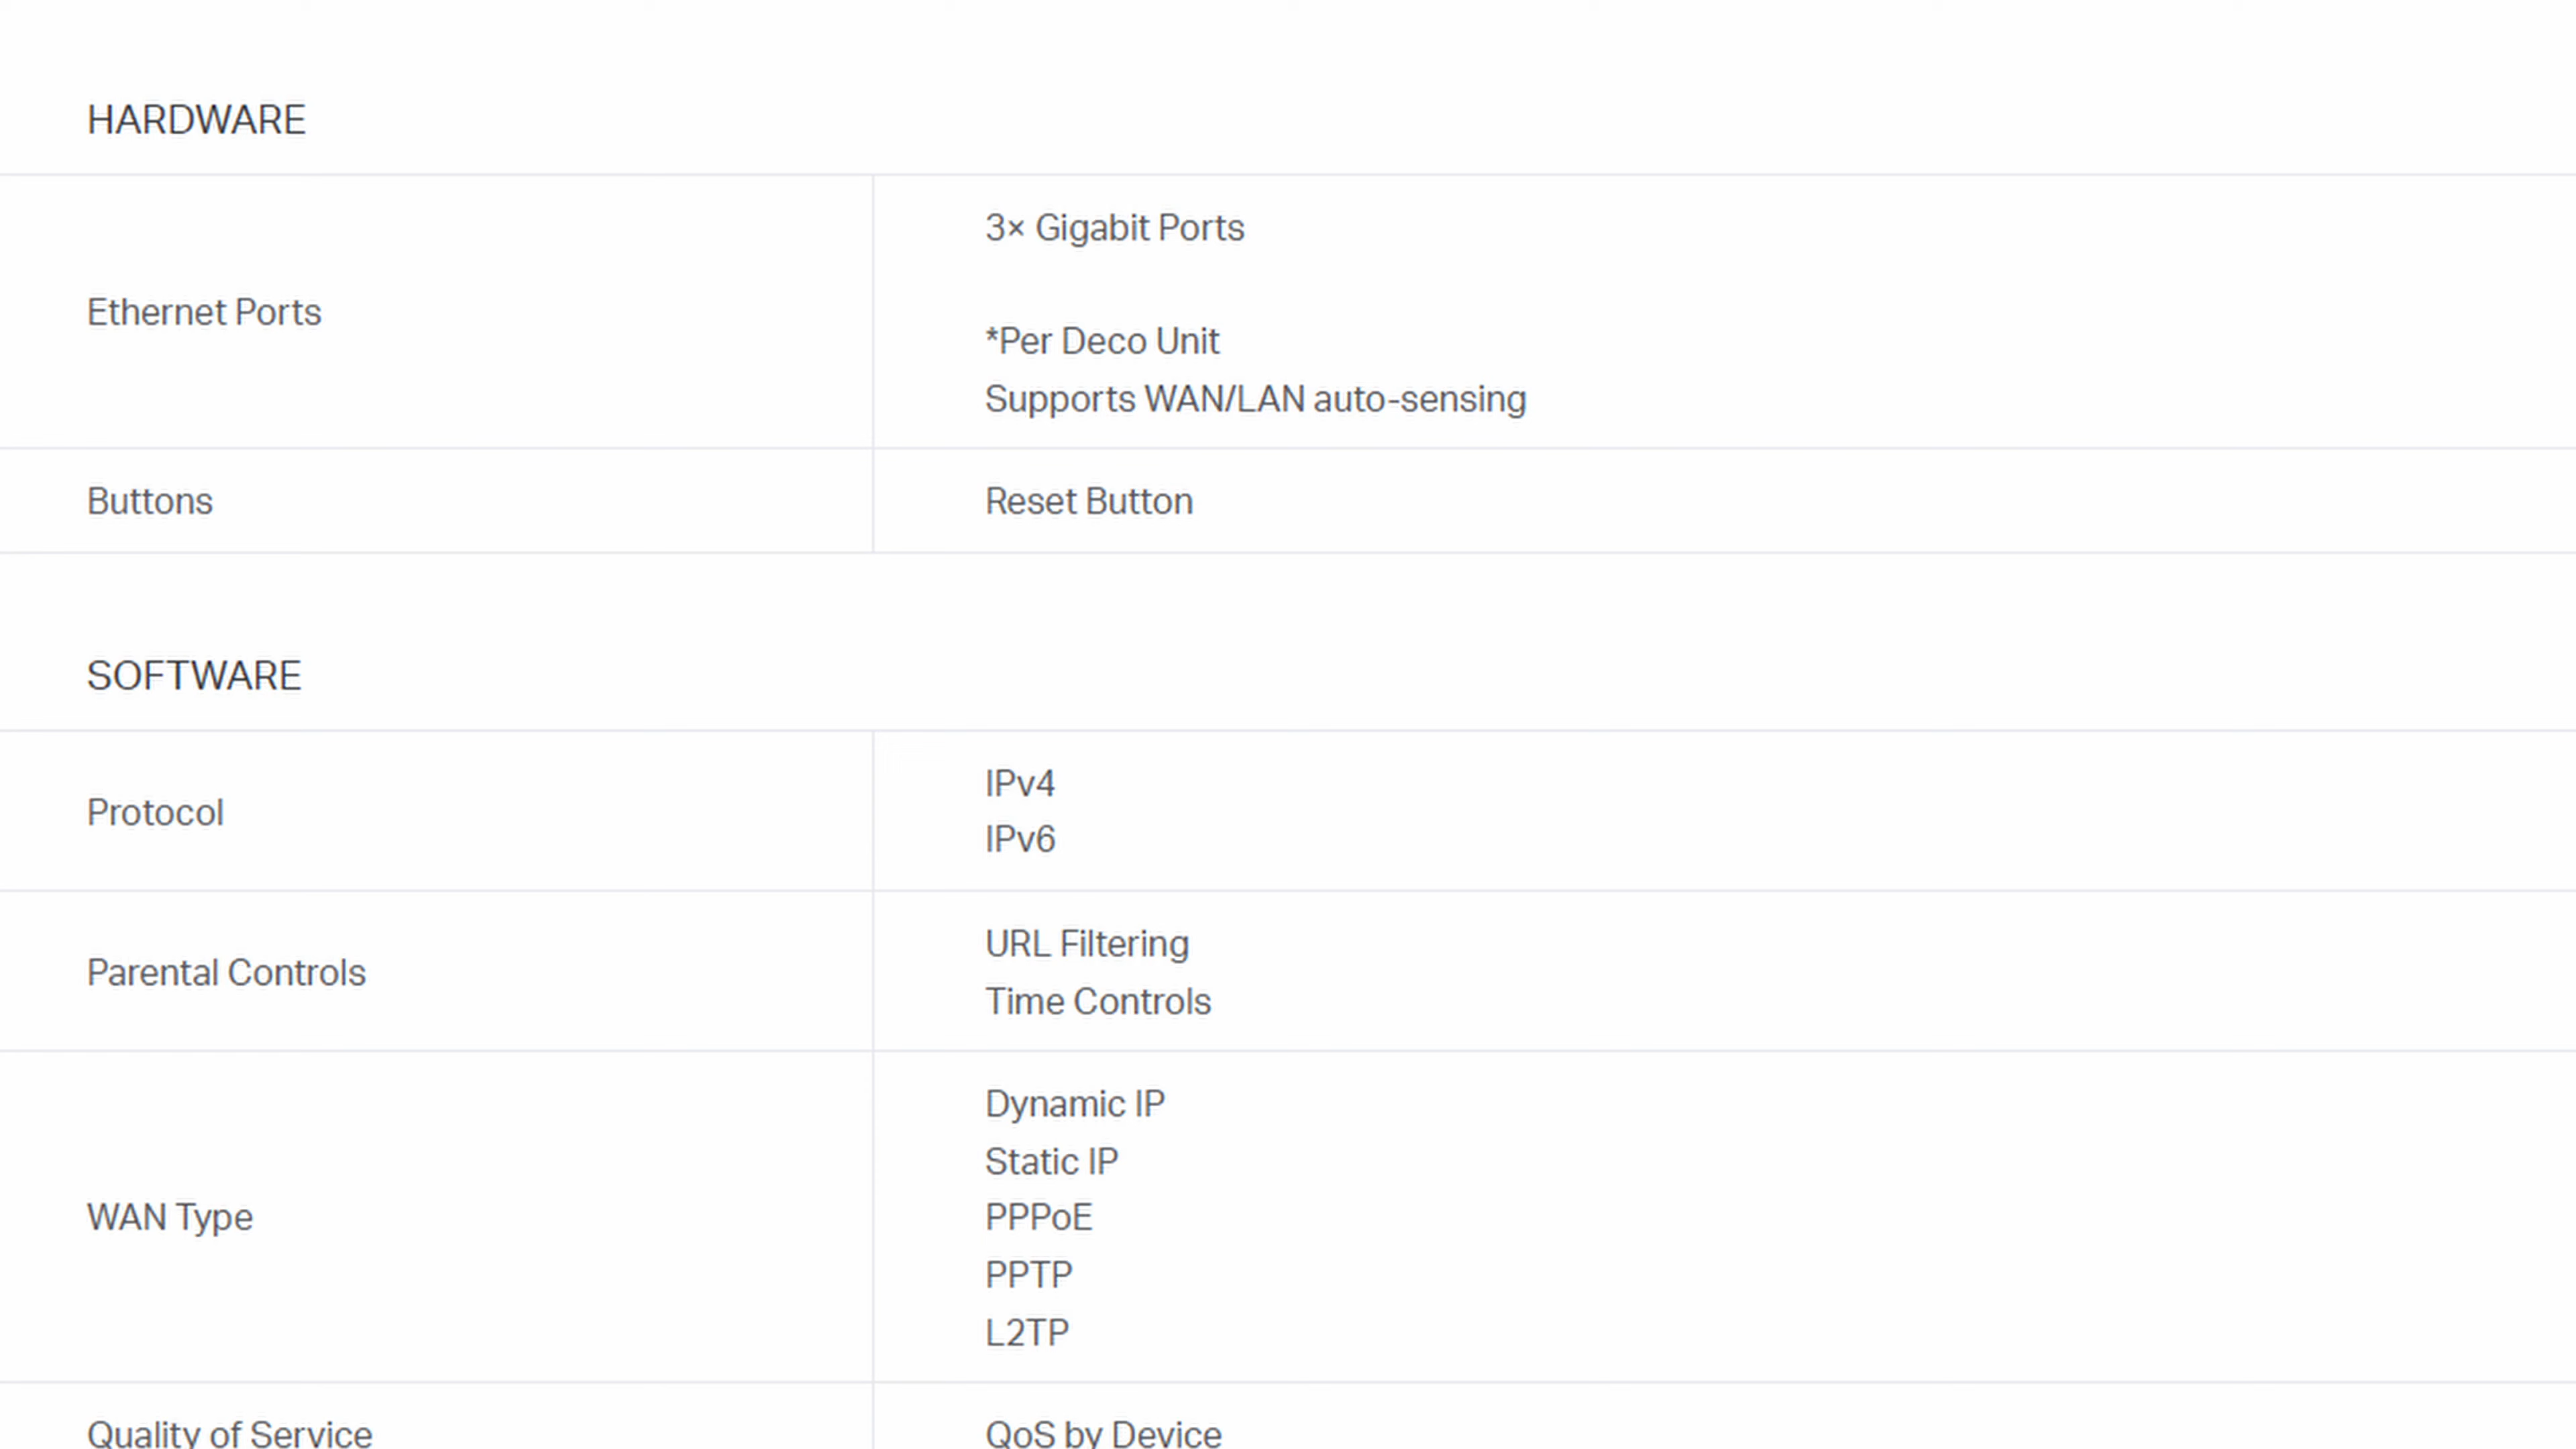 HARDWARE
Ethernet Ports
3× Gigabit Ports
*Per Deco Unit
Supports WAN/LAN auto-sensing
Buttons
Reset Button
SOFTWARE
Protocol
IPv4
IPv6
Parental Controls
URL Filtering
Time Controls
WAN Type
Dynamic IP
Static IP
PPPoE
PPTP
L2TP
Quality of Service
QoS by Device